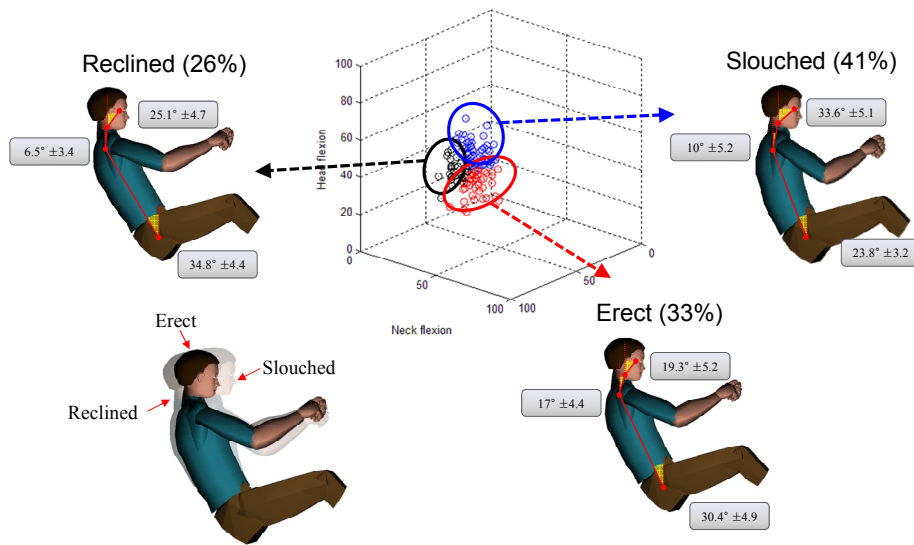 Reclined (26%)
25.1° ±4.7
6.5° ±3.4
34.8° ±4.4
100
80
60
40
20
0
Head flexion
0
50
100
Neck flexion
100
50
0
Slouched (41%)
33.6° ±5.1
10° ±5.2
23.8° ±3.2
Erect (33%)
19.3° ±5.2
17° ±4.4
30.4° ±4.9
Erect
Slouched
Reclined